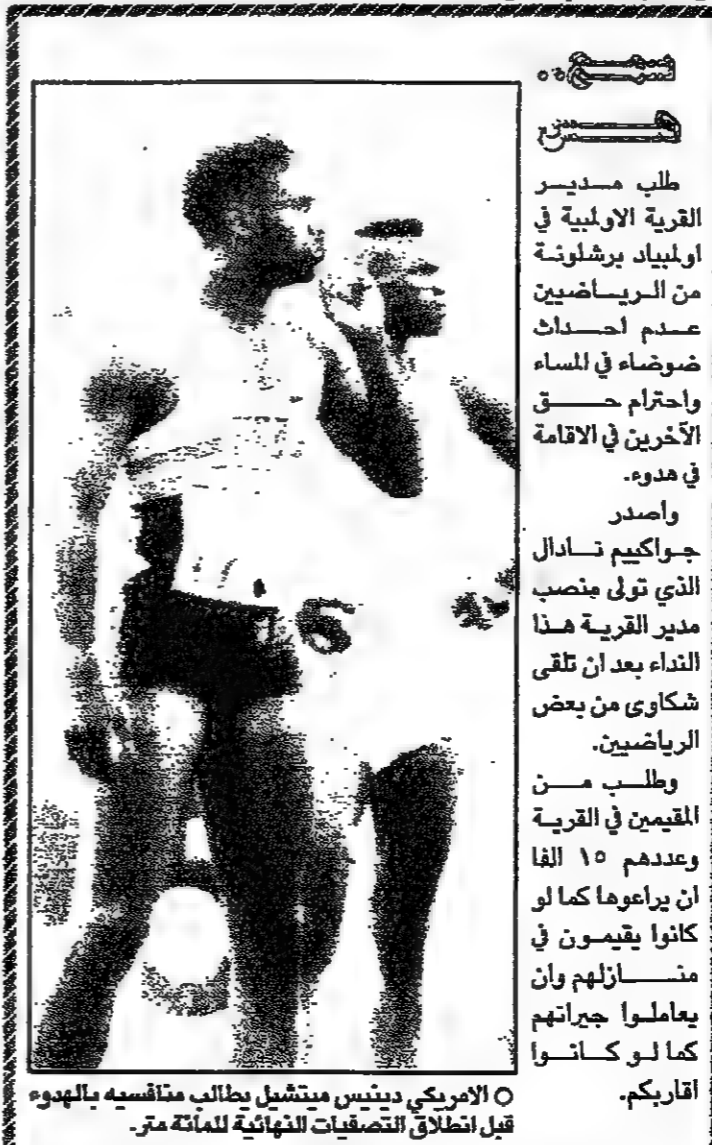 طلب مدير
القرية الاولمبية في
اولمبياد برشلونة
من الرياضيين
عدم احداث
ضوضاء في المساء
واحترام حق
الآخرين في الاقامة
في هدوء.
واصدر
جواكييم تادال
الذي تولى منصب
مدير القرية هذا
النداء بعد ان تلقى
شكاوى من بعض
الرياضيين.
وطلب من
المقيمين في القرية
وعددهم ١٥ الفا
ان يراعوها كما لو
كانوا يقيمون في
منازلهم وان
يعاملوا جيرانهم
كما لو كانوا
اقاربكم.
الامريكي دينيس ميتشيل يطالب منافسيه بالهدوء
قبل انطلاق التصفيات النهائية للمائة متر.